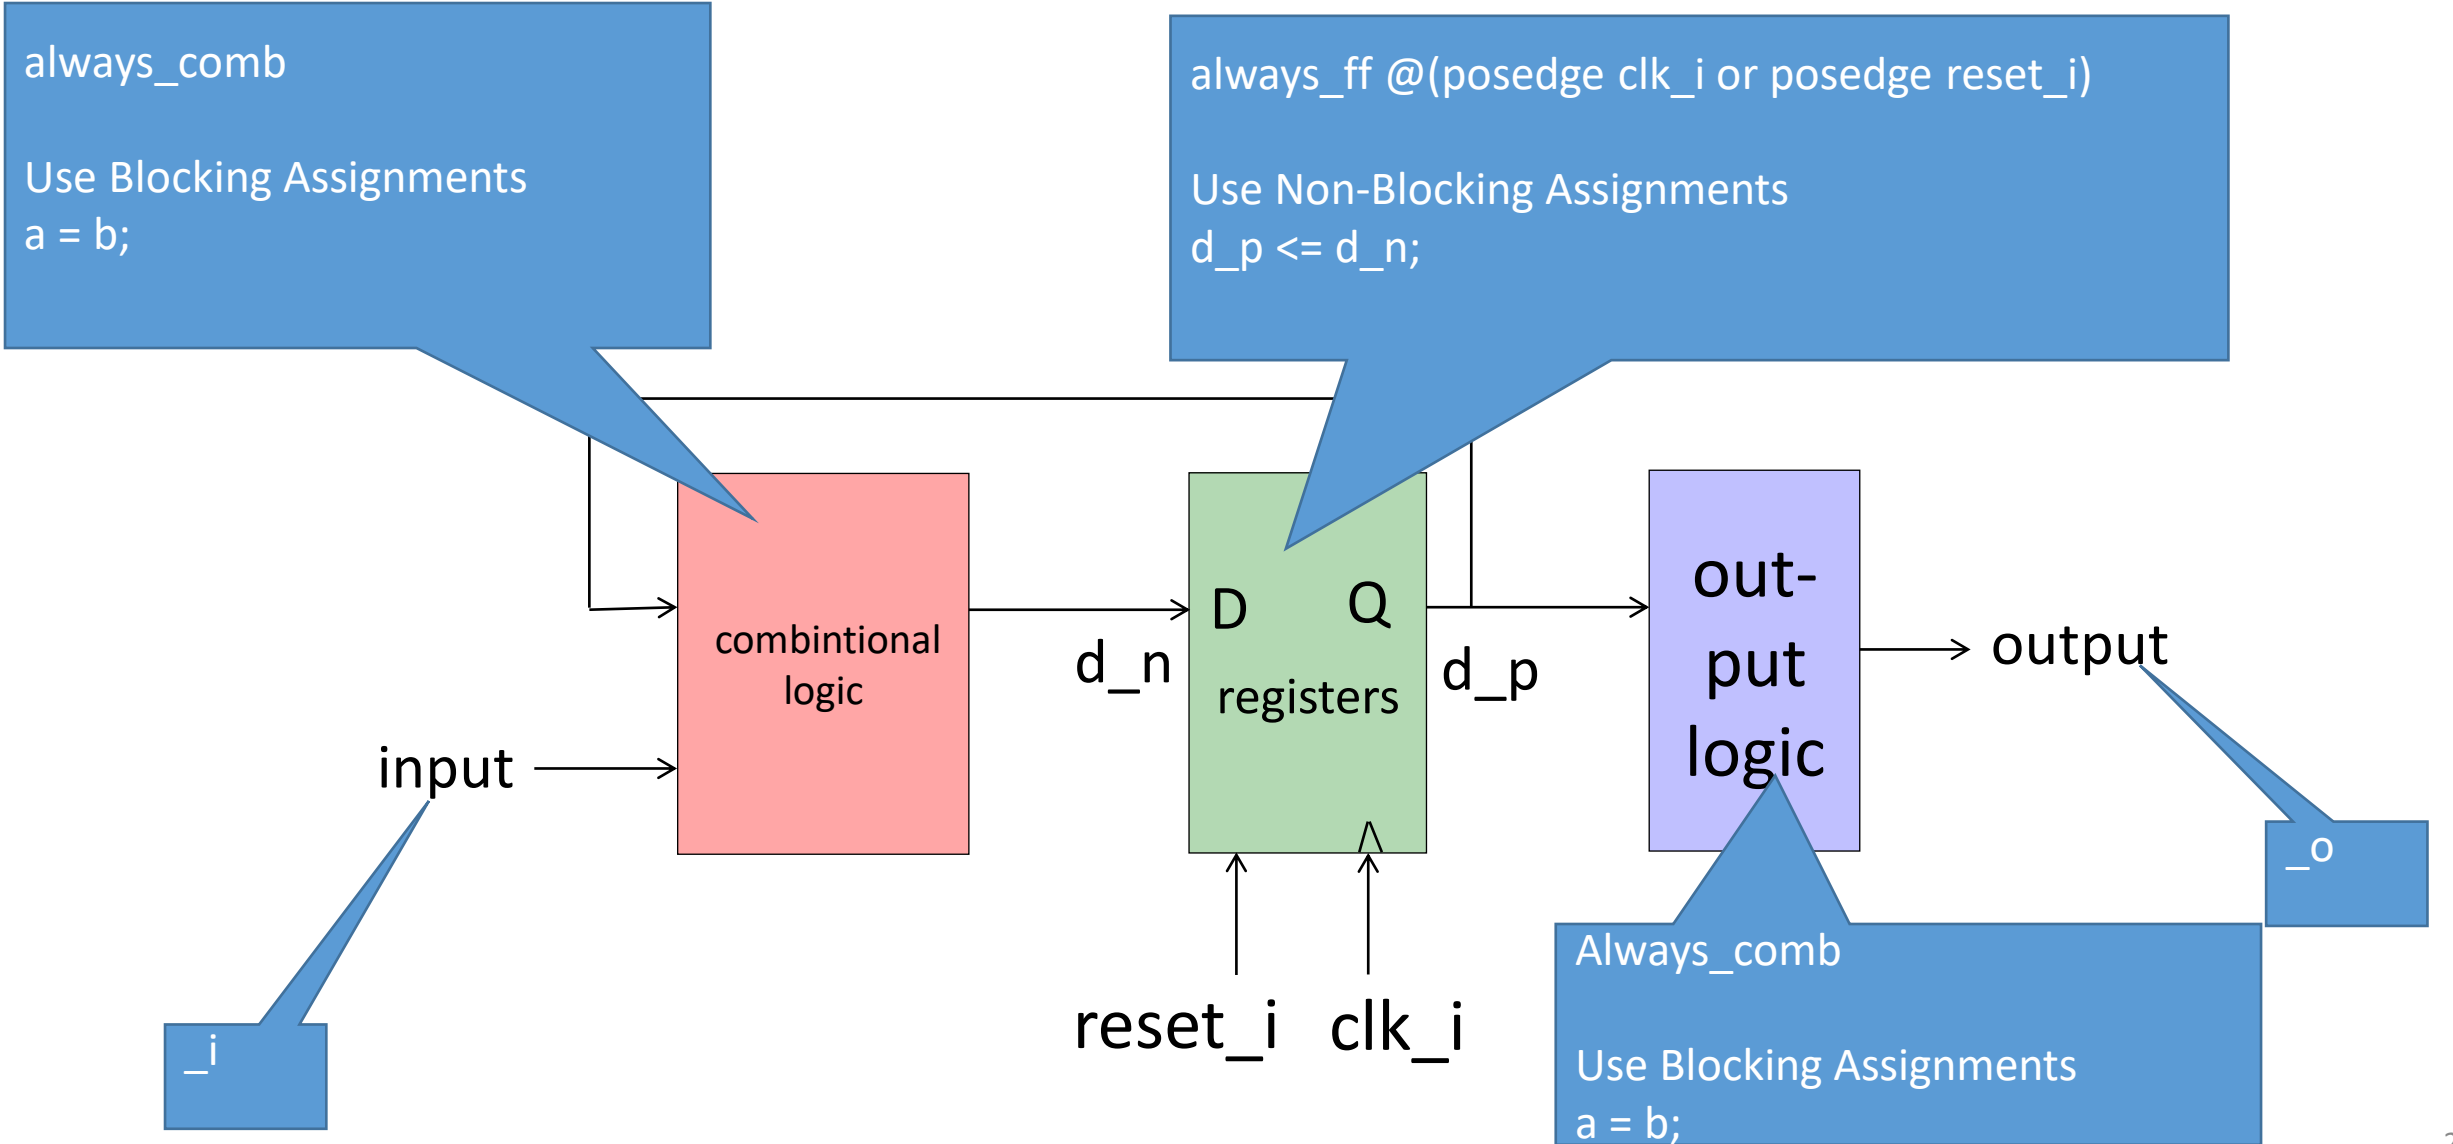 always_comb
Use Blocking Assignments
a = b;
always_ff @(posedge clk_i or posedge reset_i)
Use Non-Blocking Assignments
d_p <= d_n;
combintional
logic
d_n
D
Q
registers
d_p
out-
put
logic
output
input
_o
reset_i
clk_i
_i
Always_comb
Use Blocking Assignments
a = b;